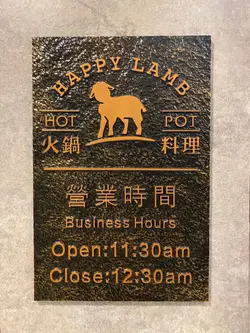 HAPPY LAMB
HOT POT
火鍋 料理
營業時間
Business Hours
Open:11:30am
Close:12:30am